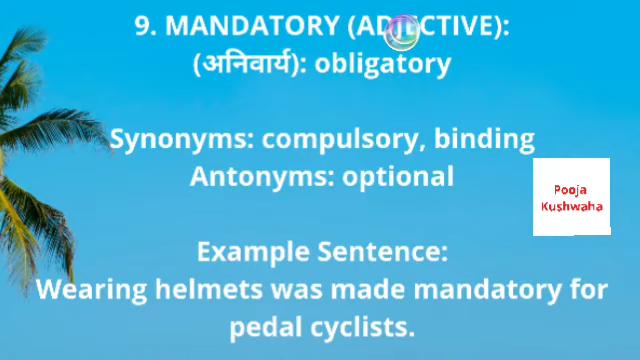 9. MANDATORY (ADJECTIVE):
(अनिवार्य): obligatory
Synonyms: compulsory, binding
Antonyms: optional
Pooja
Kushwaha
Example Sentence:
Wearing helmets was made mandatory for
pedal cyclists.